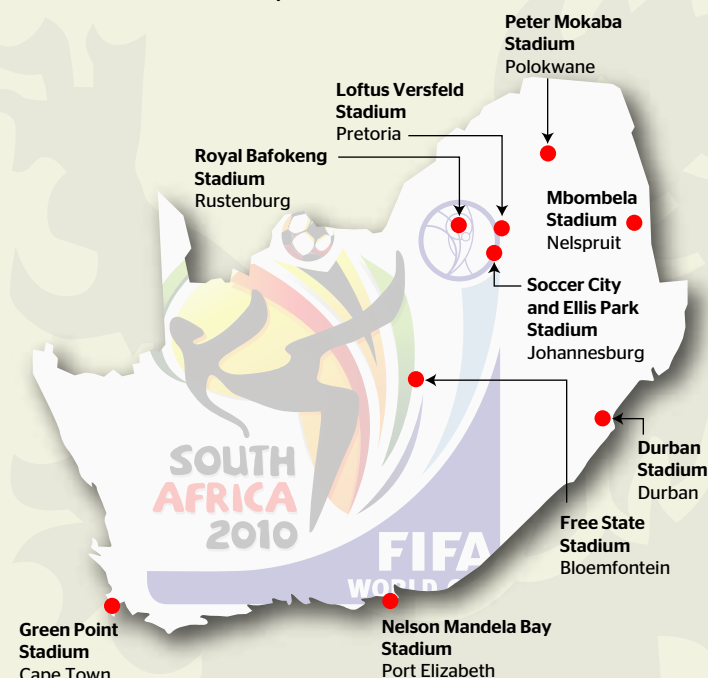 Peter Mokaba
Stadium
Polokwane
Loftus Versfeld
Stadium
Pretoria
Royal Bafokeng
Stadium
Rustenburg
Mbombela
Stadium
Nelspruit
Soccer City
and Ellis Park
Stadium
Johannesburg
Durban
Stadium
Durban
Free State
Stadium
Bloemfontein
SOUTH
AFRICA
2010
FIFA
WORLD
Green Point
Stadium
Cape Town
Nelson Mandela Bay
Stadium
Port Elizabeth